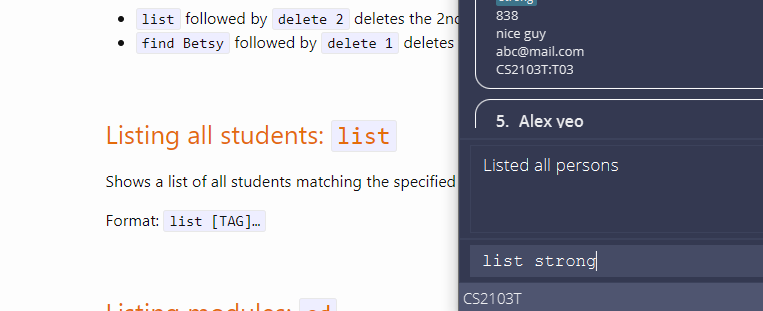 list followed by delete 2 deletes the 2nd
find Betsy followed by delete 1 deletes
Listing all students: list
Shows a list of all students matching the specified
Format: list [TAG]…
Listing modules: cd
strong
838
nice guy
abc@mail.com
CS2103T:T03
5. Alex yeo
Listed all persons
list strong
CS2103T